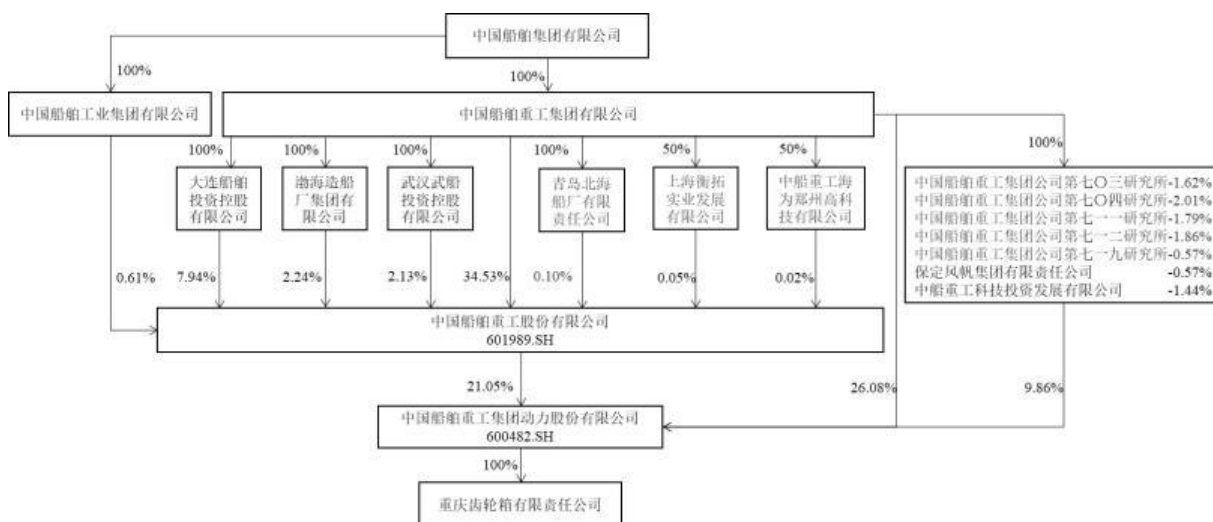 中国船舶集团有限公司
100%
100%
中国船舶工业集团有限公司
中国船舶重工集团有限公司
100%
100%
100%
100%
50%
50%
100%
大连船舶
投资控股
有限公司
渤海造船
厂集团有
限公司
武汉武船
投资控股
有限公司
青岛北海
船厂有限
责任公司
上海衡拓
实业发展
有限公司
中船重工海
为郑州高科
技有限公司
中国船舶重工集团公司第七〇三研究所-1.62%
中国船舶重工集团公司第七〇四研究所-2.01%
中国船舶重工集团公司第七一一研究所-1.79%
中国船舶重工集团公司第七一二研究所-1.86%
中国船舶重工集团公司第七一九研究所-0.57%
保定风帆集团有限责任公司 -0.57%
中船重工科技投资发展有限公司 -1.44%
0.61%
7.94%
2.24%
2.13%
34.53%
0.10%
0.05%
0.02%
中国船舶重工股份有限公司
601989.SH
21.05%
26.08%
9.86%
中国船舶重工集团动力股份有限公司
600482.SH
100%
重庆齿轮箱有限责任公司